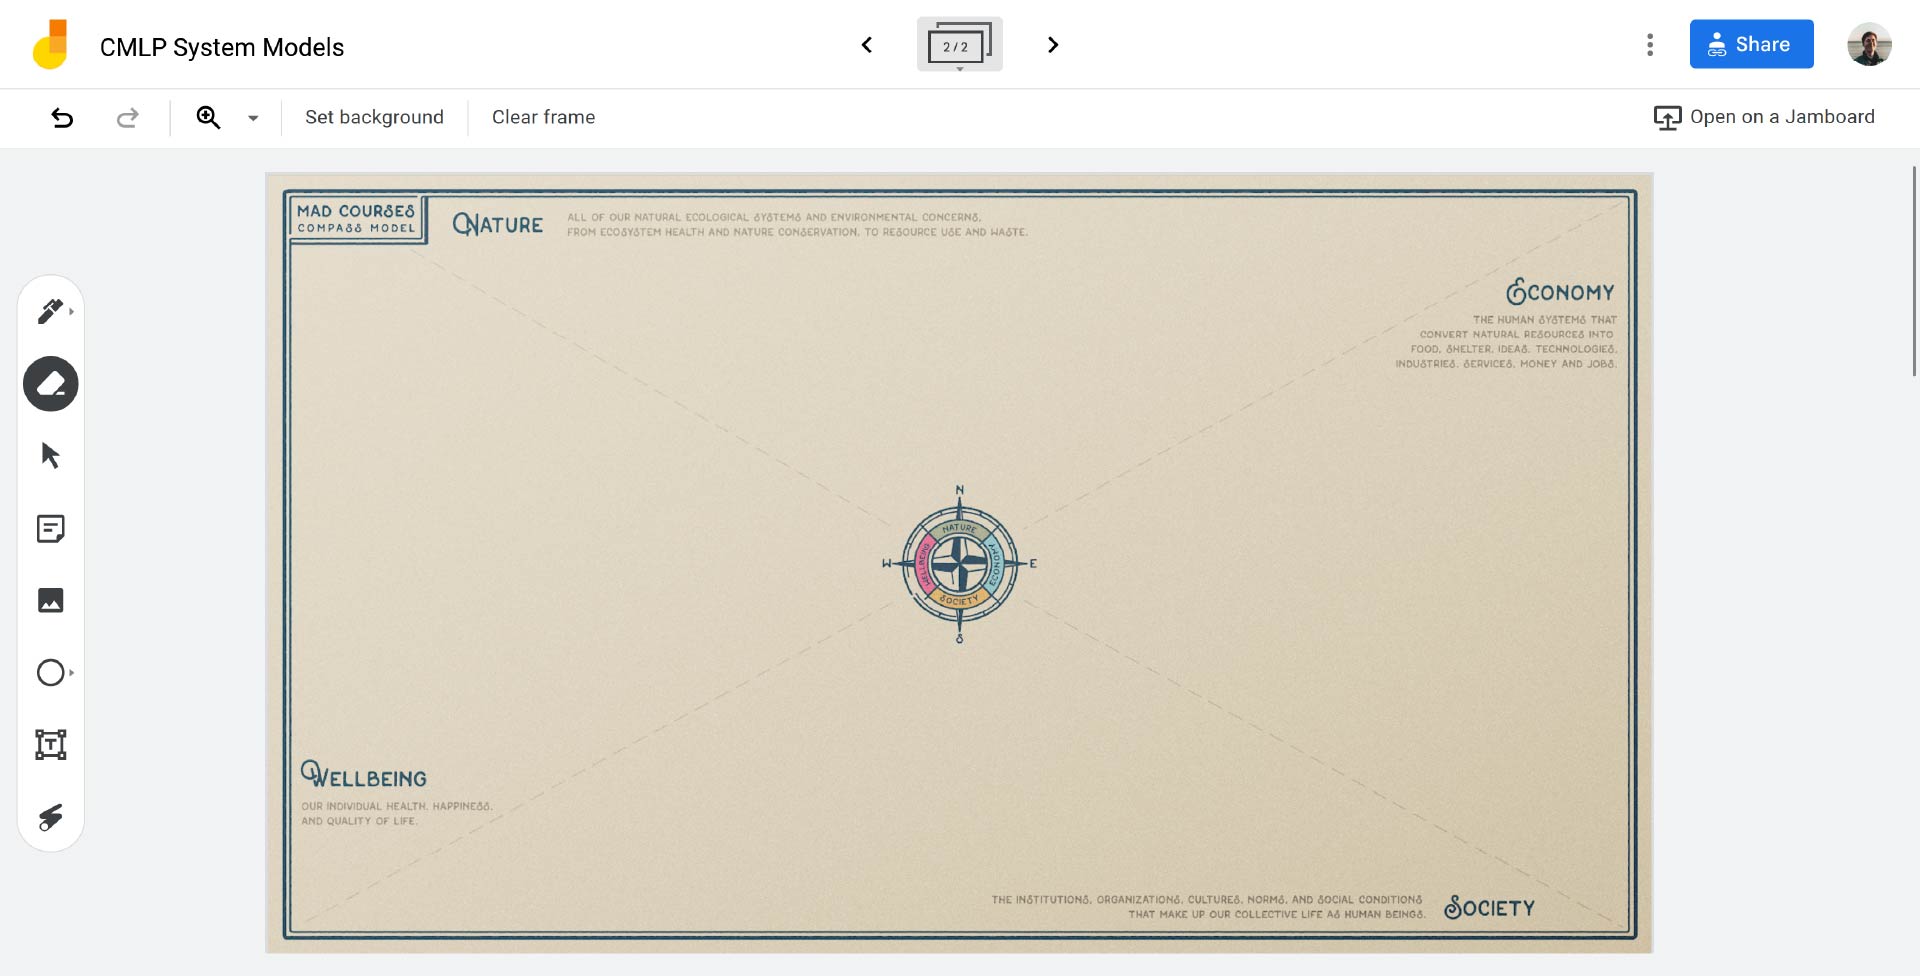 CMLP System Models
2 / 2
Share
Set background
Clear frame
Open on a Jamboard
MAD COURSES
COMPASS MODEL
NATURE
ALL OF OUR NATURAL ECOLOGICAL SYSTEMS AND ENVIRONMENTAL CONCERNS,
FROM ECOSYSTEM HEALTH AND NATURE CONSERVATION, TO RESOURCE USE AND WASTE.
ECONOMY
THE HUMAN SYSTEMS THAT
CONVERT NATURAL RESOURCES INTO
FOOD, SHELTER, IDEAS, TECHNOLOGIES,
INDUSTRIES, SERVICES, MONEY AND JOBS.
N
NATURE
W
WELLBEING
ECONOMY
E
SOCIETY
S
WELLBEING
OUR INDIVIDUAL HEALTH, HAPPINESS,
AND QUALITY OF LIFE.
THE INSTITUTIONS, ORGANIZATIONS, CULTURES, NORMS, AND SOCIAL CONDITIONS
THAT MAKE UP OUR COLLECTIVE LIFE AS HUMAN BEINGS.
SOCIETY
T